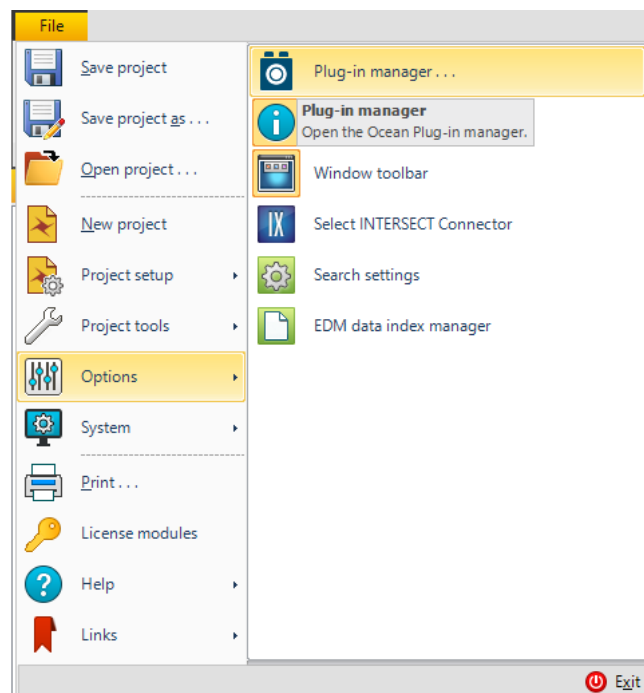 File
Save project
Save project as . . .
Open project . . .
New project
Project setup
Project tools
Options
System
Print . . .
License modules
Help
Links
Plug-in manager . . .
Plug-in manager
Open the Ocean Plug-in manager.
Window toolbar
IX
Select INTERSECT Connector
Search settings
EDM data index manager
Exit